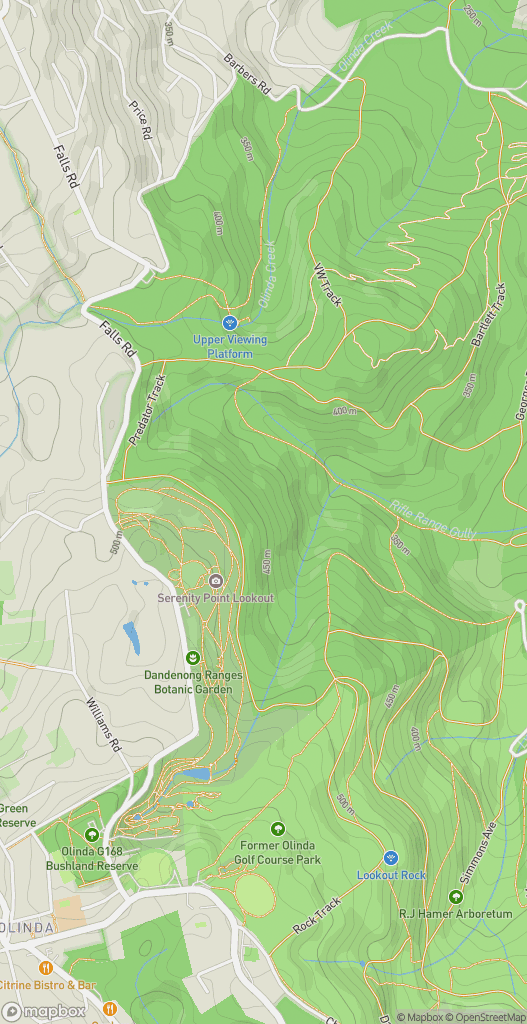 250 m
350 m
Olinda Creek
Barbers Rd
Price Rd
350 m
Falls Rd
400 m
Olinda Creek
VW Track
Bartlett Track
Upper Viewing
Platform
Falls Rd
350 m
Predator Track
400 m
Rifle Range Gully
500 m
350 m
450 m
Serenity Point Lookout
Dandenong Ranges
Botanic Garden
450 m
Williams Rd
400 m
500 m
Green
Reserve
Olinda G168
Bushland Reserve
Former Olinda
Golf Course Park
Simmons Ave
Lookout Rock
R.J Hamer Arboretum
Rock Track
OLINDA
Citrine Bistro & Bar
mapbox
© Mapbox © OpenStreetMap